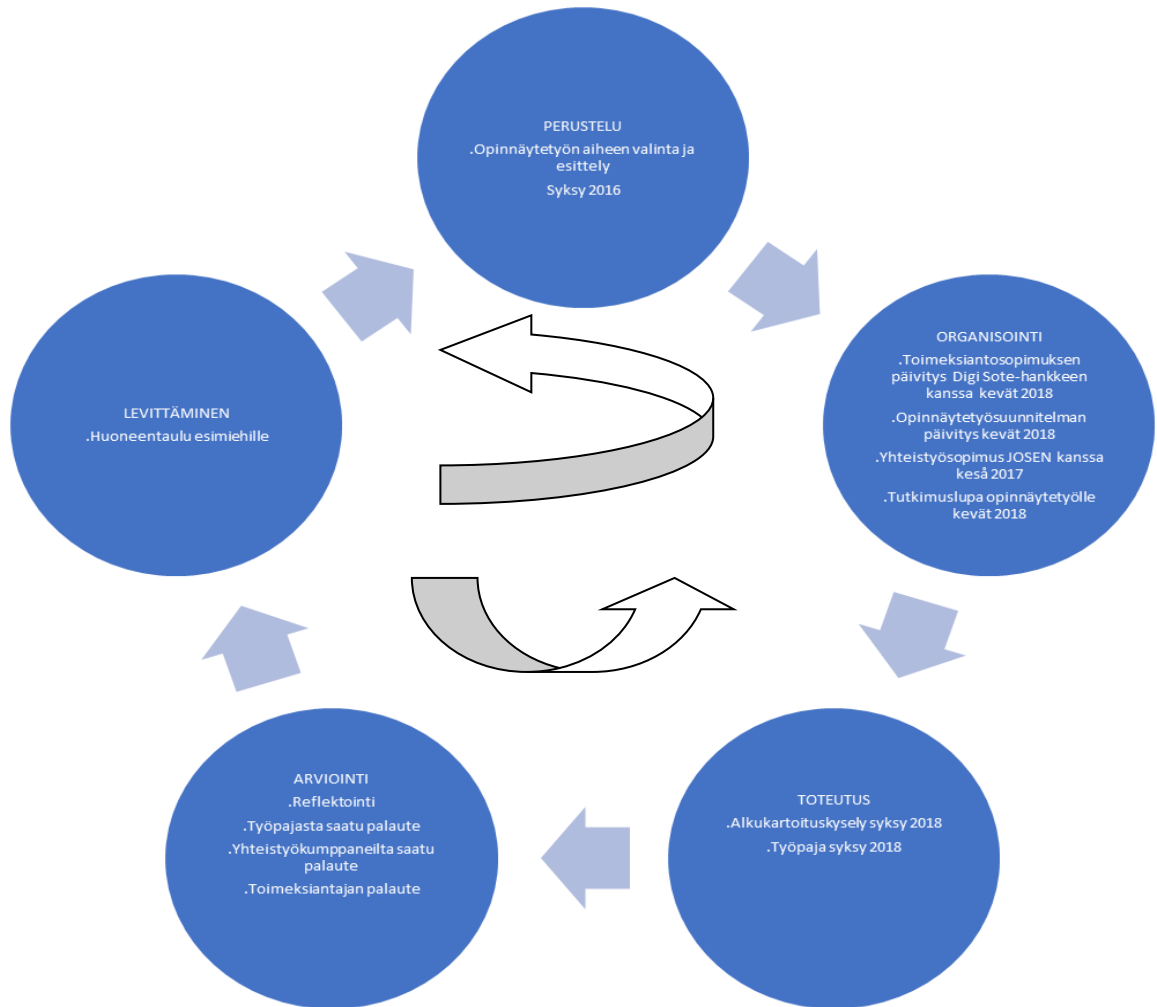 PERUSTELU
.Opinnäytetyön aiheen valinta ja
esittely
Syksy 2016
ORGANISOINTI
.Toimeksiantosopimuksen
päivitys Digi Sote-hankkeen
kanssa kevät 2018
.Opinnäytetyösuunnitelman
päivitys kevät 2018
.Yhteistyösopimus JOSEN kanssa
keså 2017
.Tutkimuslupa opinnäytetyölle
kevät 2018
TOTEUTUS
.Alkukartoituskysely syksy 2018
.Työpaja syksy 2018
ARVIOINTI
.Reflektointi
.Työpajasta saatu palaute
.Yhteistyökumppaneilta saatu
palaute
.Toimeksiantajan palaute
LEVITTÄMINEN
.Huoneentaulu esimiehille